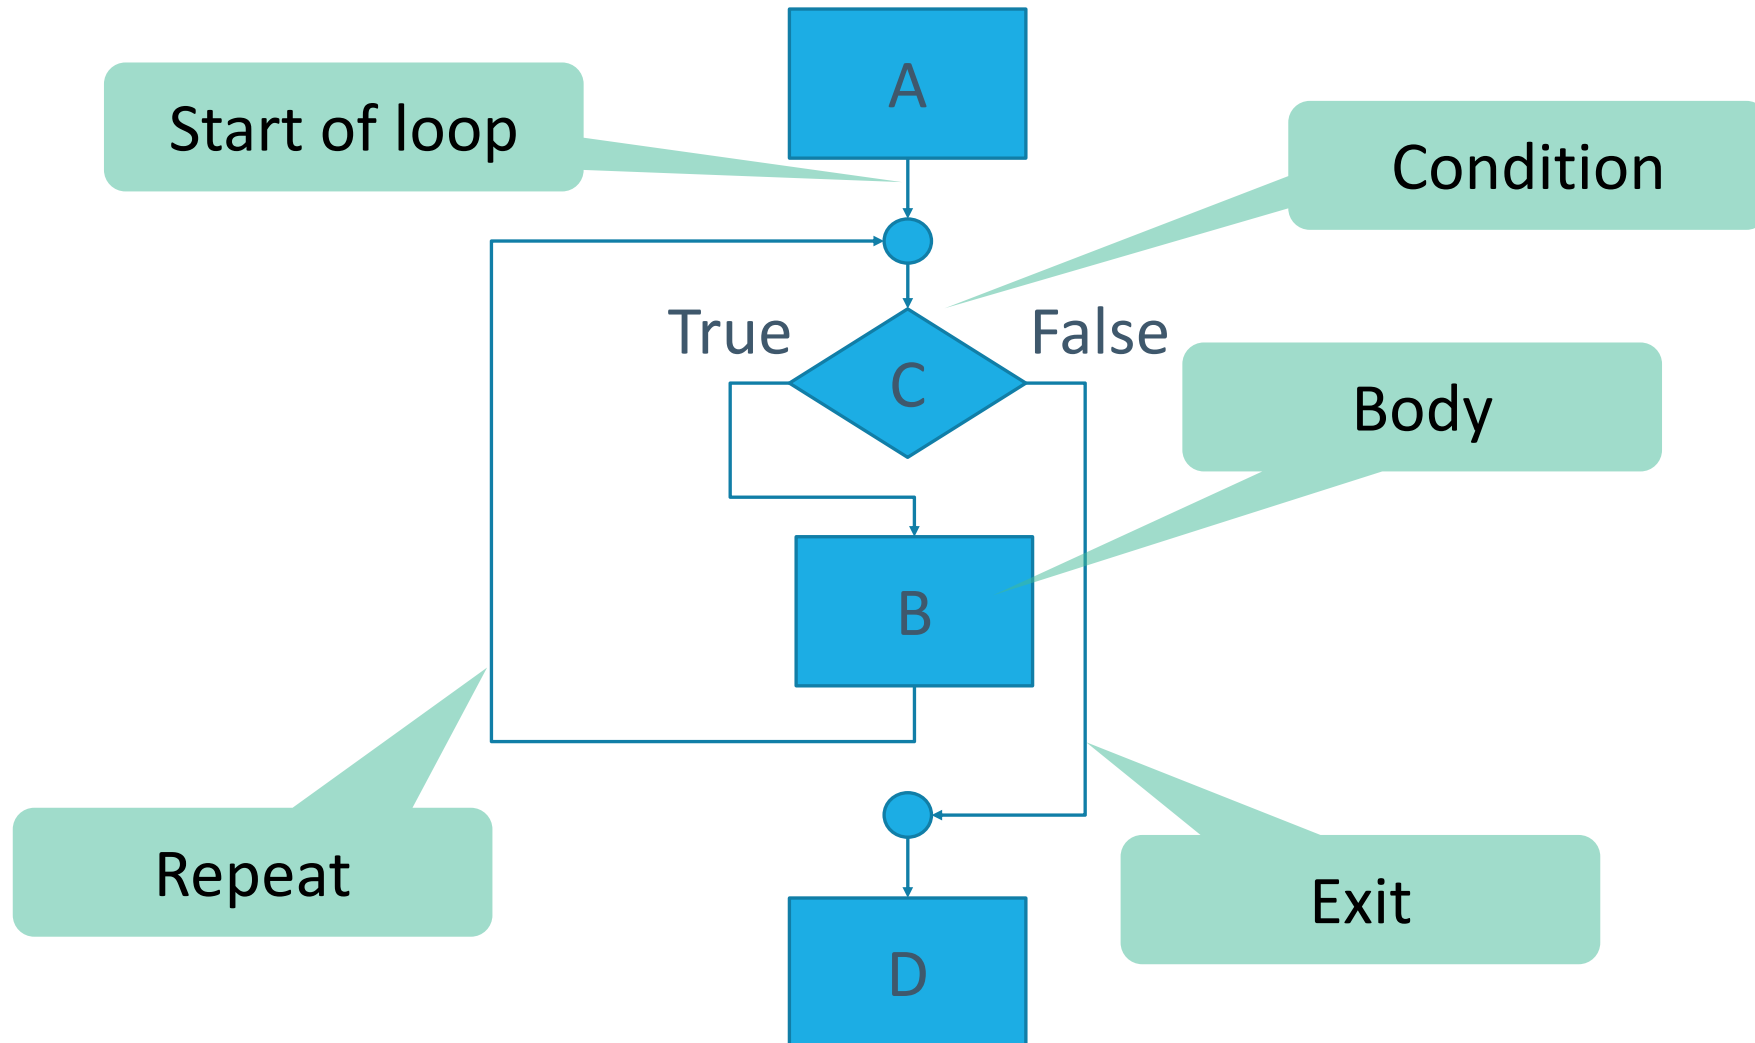 A
Start of loop
Condition
True
False
C
Body
B
Repeat
Exit
D